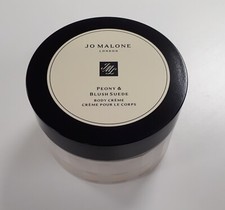 JO MALONE
LONDON
PEONY &
BLUSH SUEDE
BODY CRÈME
CRÈME POUR LE CORPS